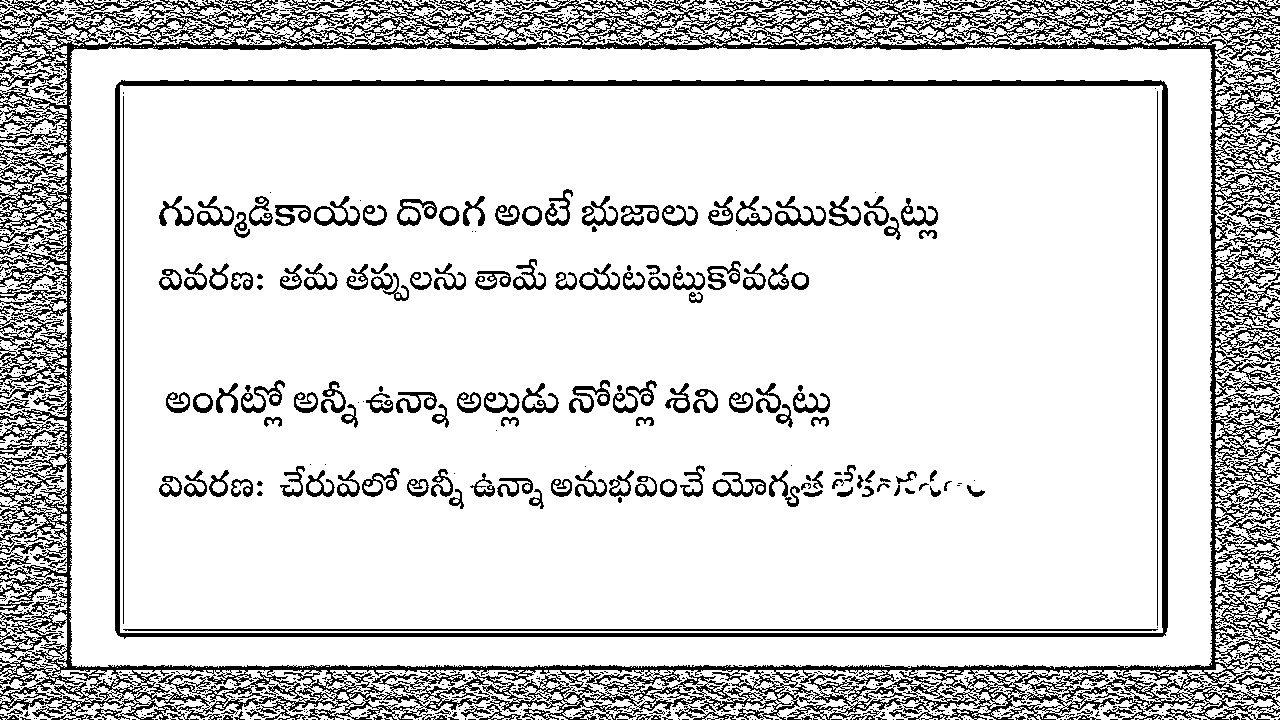 గుమ్మడికాయల దొంగ అంటే భుజాలు తడుముకున్నట్లు
వివరణ: తమ తప్పులను తామే బయటపెట్టుకోవడం
అంగట్లో అన్నీ ఉన్నా అల్లుడు నోట్లో శని అన్నట్లు
వివరణ: చేరువలో అన్నీ ఉన్నా అనుభవించే యోగ్యత